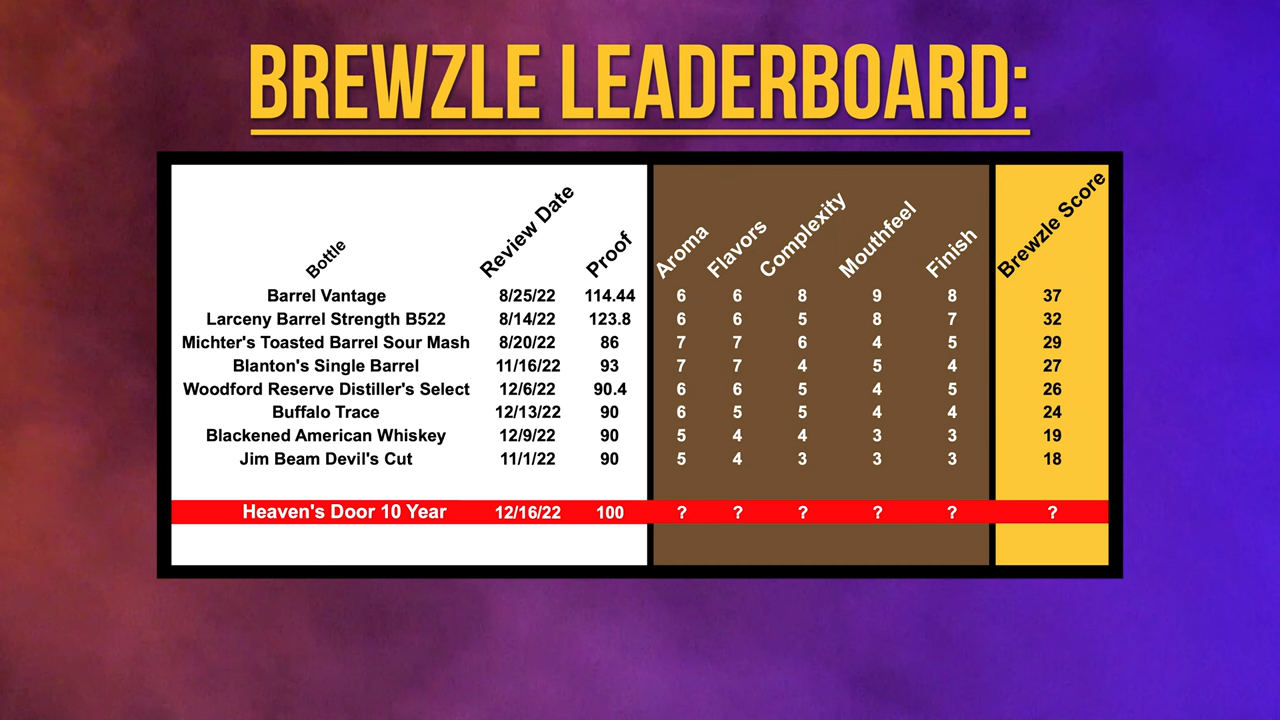 BREWZLE LEADERBOARD:
Bottle Review Date Proof Aroma Flavors Complexity Mouthfeel Finish Brewzle Score
Barrel Vantage 8/25/22 114.44 6 6 8 9 8 37
Larceny Barrel Strength B522 8/14/22 123.8 6 6 5 8 7 32
Michter's Toasted Barrel Sour Mash 8/20/22 86 7 7 6 4 5 29
Blanton's Single Barrel 11/16/22 93 7 7 4 5 4 27
Woodford Reserve Distiller's Select 12/6/22 90.4 6 6 5 4 5 26
Buffalo Trace 12/13/22 90 6 5 5 4 4 24
Blackened American Whiskey 12/9/22 90 5 4 4 3 3 19
Jim Beam Devil's Cut 11/1/22 90 5 4 3 3 3 18
Heaven's Door 10 Year 12/16/22 100 ? ? ? ? ? ?